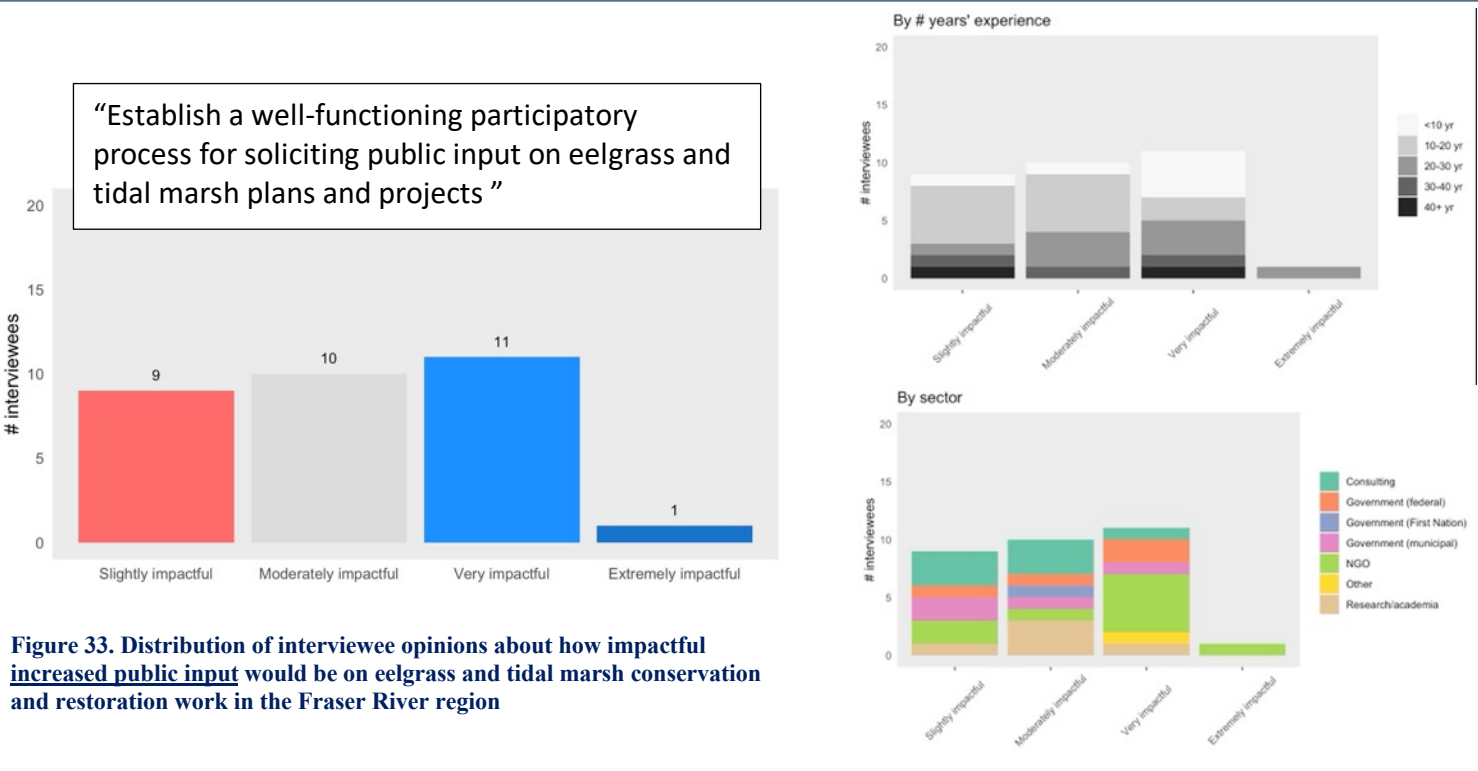 “Establish a well-functioning participatory
process for soliciting public input on eelgrass and
tidal marsh plans and projects ”
# interviewees
20
15
10
5
0
9
10
11
1
Slightly impactful
Moderately impactful
Very impactful
Extremely impactful
Figure 33. Distribution of interviewee opinions about how impactful
increased public input would be on eelgrass and tidal marsh conservation
and restoration work in the Fraser River region
By # years' experience
# interviewees
20
15
10
5
0
Slightly impactful
Moderately impactful
Very impactful
Extremely impactful
<10 yr
10-20 yr
20-30 yr
30-40 yr
40+ yr
By sector
# interviewees
20
15
10
5
0
Slightly impactful
Moderately impactful
Very impactful
Extremely impactful
Consulting
Government (federal)
Government (First Nation)
Government (municipal)
NGO
Other
Research/academia